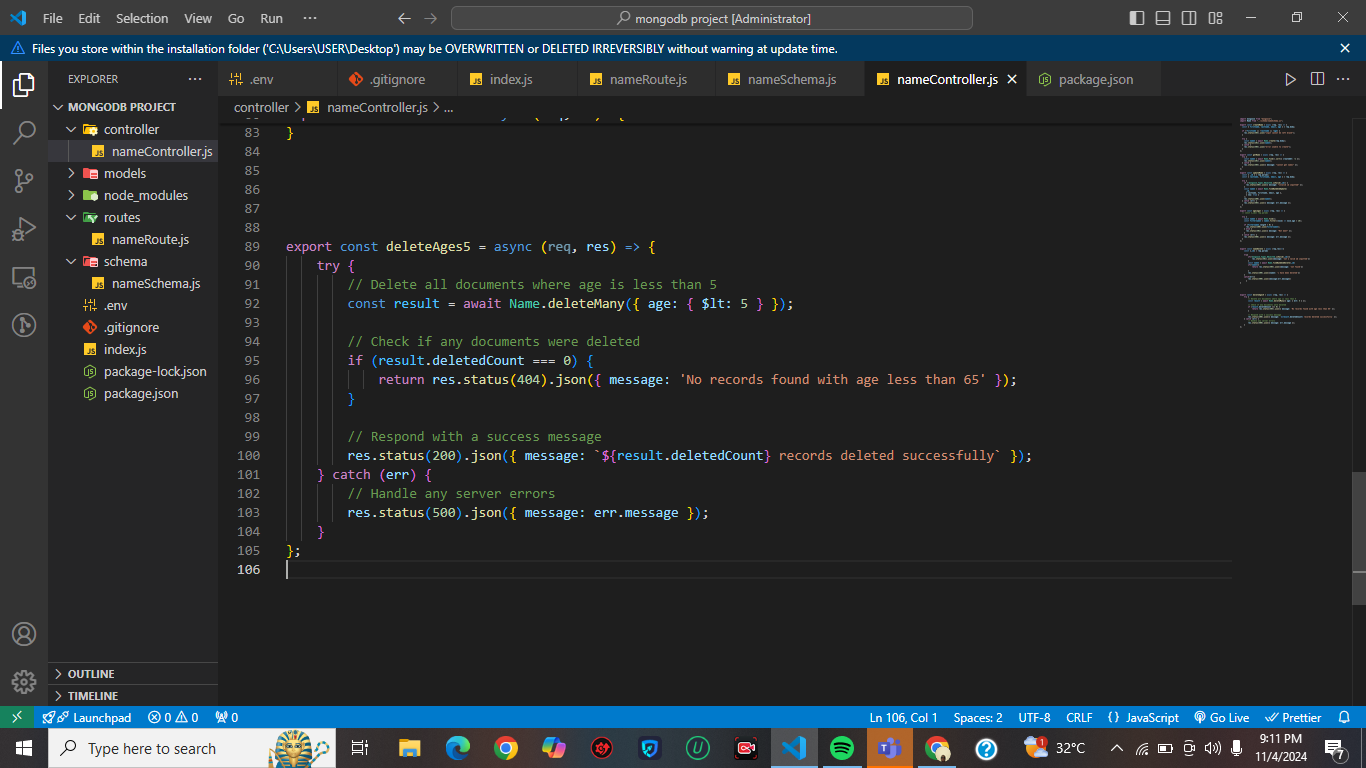 File Edit Selection View Go Run ··· mongodb project [Administrator]
Files you store within the installation folder ('C:\Users\USER\Desktop') may be OVERWRITTEN or DELETED IRREVERSIBLY without warning at update time.
EXPLORER ···
.env .gitignore index.js nameRoute.js nameSchema.js nameController.js package.json
MONGODB PROJECT
controller
nameController.js
models
node_modules
routes
nameRoute.js
schema
nameSchema.js
.env
.gitignore
index.js
package-lock.json
package.json
OUTLINE
TIMELINE
controller > nameController.js > ...
83 }
84
85
86
87
88
89 export const deleteAges5 = async (req, res) => {
90 try {
91 // Delete all documents where age is less than 5
92 const result = await Name.deleteMany({ age: { $lt: 5 } });
93
94 // Check if any documents were deleted
95 if (result.deletedCount === 0) {
96 return res.status(404).json({ message: 'No records found with age less than 65' });
97 }
98
99 // Respond with a success message
100 res.status(200).json({ message: `${result.deletedCount} records deleted successfully` });
101 } catch (err) {
102 // Handle any server errors
103 res.status(500).json({ message: err.message });
104 }
105 };
106
Launchpad 0 0 0 Ln 106, Col 1 Spaces: 2 UTF-8 CRLF {} JavaScript Go Live Prettier
Type here to search 1 32°C 9:11 PM
11/4/2024 7